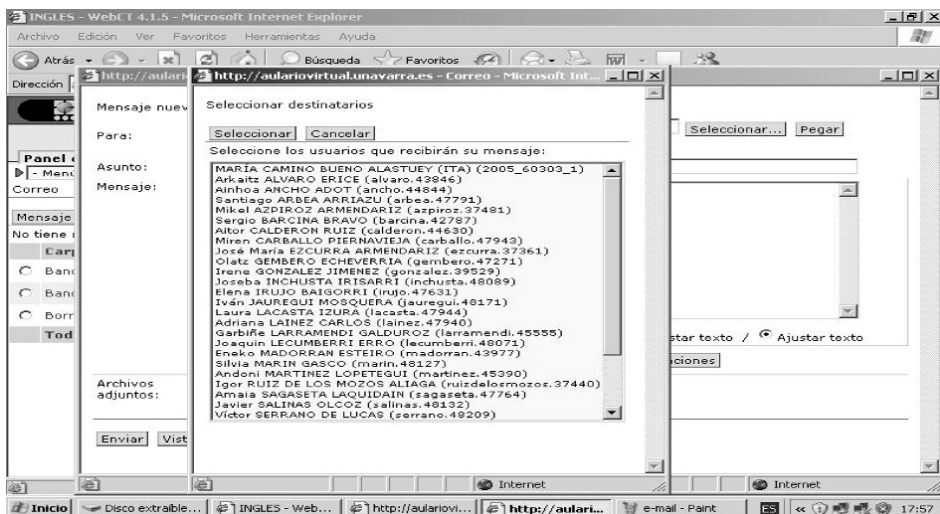 INGLES - WebCT 4.1.5 - Microsoft Internet Explorer
Archivo Edición Ver Favoritos Herramientas Ayuda
Atrás Búsqueda Favoritos
Dirección
http://aulari
http://aulariovirtual.unavarra.es - Correo - Microsoft Int...
Mensaje nuev
Seleccionar destinatarios
Para:
Seleccionar Cancelar
Seleccionar... Pegar
Seleccione los usuarios que recibirán su mensaje:
Panel
- Menú
Asunto:
Correo
Mensaje:
Mensaje
No tiene
Carp
Band
Band
Borr
Tod
MARÍA CAMINO BUENO ALASTUEY (ITA) (2005_60303_1)
Arkaitz ALVARO ERICE (alvaro.43846)
Ainhoa ANCHO ADOT (ancho.44844)
Santiago ARBEA ARRIAZU (arbea.47791)
Mikel AZPIROZ ARMENDARIZ (azpiroz.37481)
Sergio BARCINA BRAVO (barcina.42787)
Aitor CALDERON RUIZ (calderon.44630)
Miren CARBALLO PIERNAVIEJA (carballo.47943)
José María EZCURRA ARMENDARIZ (ezcurra.37361)
Olatz GEMBERO ECHEVERRIA (gembero.47271)
Irene GONZALEZ JIMENEZ (gonzalez.39529)
Joseba INCHUSTA IRISARRI (inchusta.48089)
Elena IRUJO BAIGORRI (irujo.47631)
Iván JAUREGUI MOSQUERA (jauregui.48171)
Laura LACASTA IZURA (lacasta.47944)
Adriana LAINEZ CARLOS (lainez.47940)
Garbiñe LARRAMENDI GALDUROZ (larramendi.45555)
Joaquin LECUMBERRI ERRO (lecumberri.48071)
Eneko MADORRAN ESTEIRO (madorran.43977)
Silvia MARIN GASCO (marin.48127)
Andoni MARTINEZ LOPETEGUI (martinez.45390)
Igor RUIZ DE LOS MOZOS ALIAGA (ruizdelosmozos.37440)
Amaia SAGASETA LAQUIDAIN (sagaseta.47764)
Javier SALINAS OLCOZ (salinas.48132)
Víctor SERRANO DE LUCAS (serrano.48209)
star texto / Ajustar texto
ciones
Archivos
adjuntos:
Enviar Vist
Internet
Internet
Inicio Disco extraíble... INGLES - Web... http://aulariovi... http://aulari... e-mail - Paint ES « 17:57